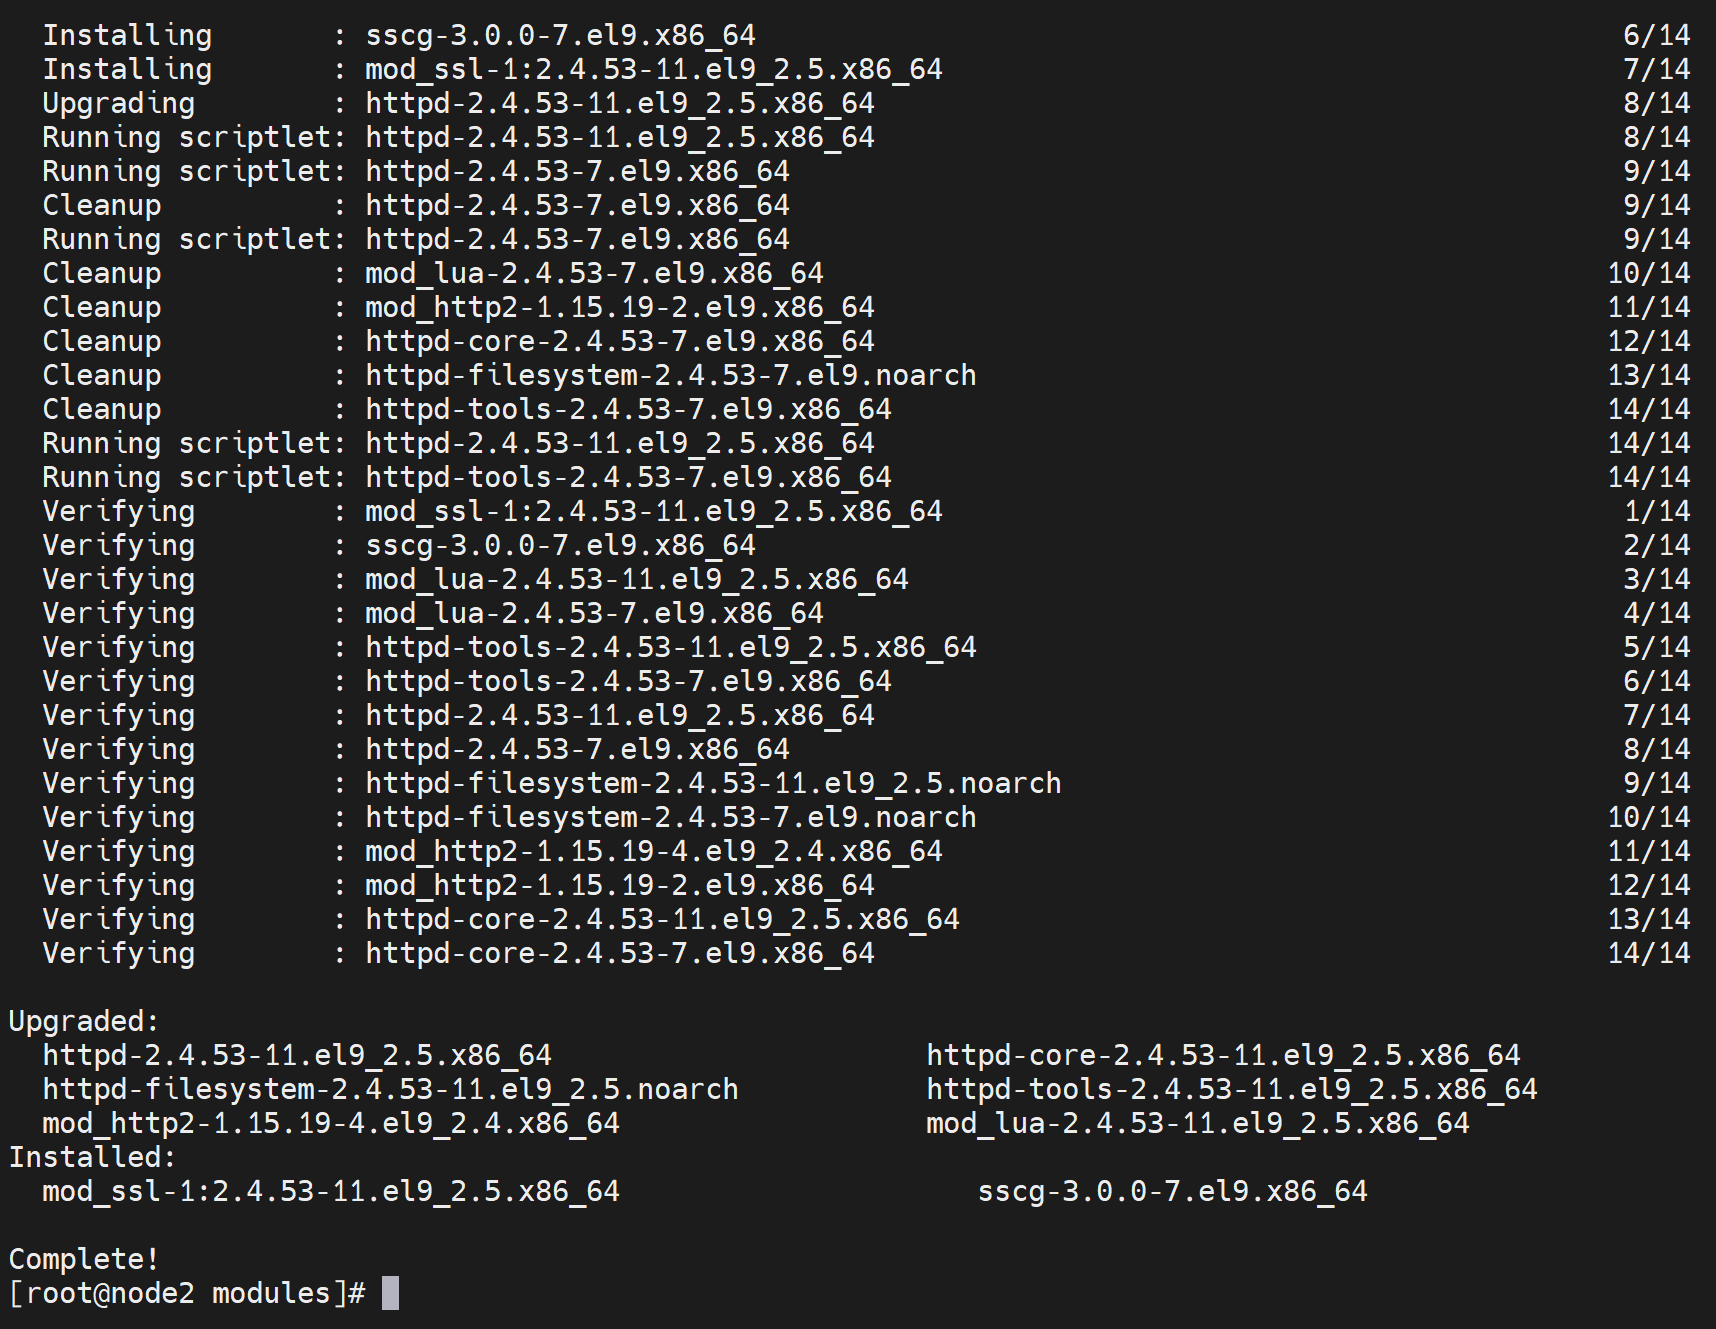 Installing       : sscg-3.0.0-7.el9.x86_64 6/14
Installing       : mod_ssl-1:2.4.53-11.el9_2.5.x86_64 7/14
Upgrading        : httpd-2.4.53-11.el9_2.5.x86_64 8/14
Running scriptlet: httpd-2.4.53-11.el9_2.5.x86_64 8/14
Running scriptlet: httpd-2.4.53-7.el9.x86_64 9/14
Cleanup          : httpd-2.4.53-7.el9.x86_64 9/14
Running scriptlet: httpd-2.4.53-7.el9.x86_64 9/14
Cleanup          : mod_lua-2.4.53-7.el9.x86_64 10/14
Cleanup          : mod_http2-1.15.19-2.el9.x86_64 11/14
Cleanup          : httpd-core-2.4.53-7.el9.x86_64 12/14
Cleanup          : httpd-filesystem-2.4.53-7.el9.noarch 13/14
Cleanup          : httpd-tools-2.4.53-7.el9.x86_64 14/14
Running scriptlet: httpd-2.4.53-11.el9_2.5.x86_64 14/14
Running scriptlet: httpd-tools-2.4.53-7.el9.x86_64 14/14
Verifying        : mod_ssl-1:2.4.53-11.el9_2.5.x86_64 1/14
Verifying        : sscg-3.0.0-7.el9.x86_64 2/14
Verifying        : mod_lua-2.4.53-11.el9_2.5.x86_64 3/14
Verifying        : mod_lua-2.4.53-7.el9.x86_64 4/14
Verifying        : httpd-tools-2.4.53-11.el9_2.5.x86_64 5/14
Verifying        : httpd-tools-2.4.53-7.el9.x86_64 6/14
Verifying        : httpd-2.4.53-11.el9_2.5.x86_64 7/14
Verifying        : httpd-2.4.53-7.el9.x86_64 8/14
Verifying        : httpd-filesystem-2.4.53-11.el9_2.5.noarch 9/14
Verifying        : httpd-filesystem-2.4.53-7.el9.noarch 10/14
Verifying        : mod_http2-1.15.19-4.el9_2.4.x86_64 11/14
Verifying        : mod_http2-1.15.19-2.el9.x86_64 12/14
Verifying        : httpd-core-2.4.53-11.el9_2.5.x86_64 13/14
Verifying        : httpd-core-2.4.53-7.el9.x86_64 14/14
Upgraded:
httpd-2.4.53-11.el9_2.5.x86_64 httpd-core-2.4.53-11.el9_2.5.x86_64
httpd-filesystem-2.4.53-11.el9_2.5.noarch httpd-tools-2.4.53-11.el9_2.5.x86_64
mod_http2-1.15.19-4.el9_2.4.x86_64 mod_lua-2.4.53-11.el9_2.5.x86_64
Installed:
mod_ssl-1:2.4.53-11.el9_2.5.x86_64 sscg-3.0.0-7.el9.x86_64
Complete!
[root@node2 modules]#